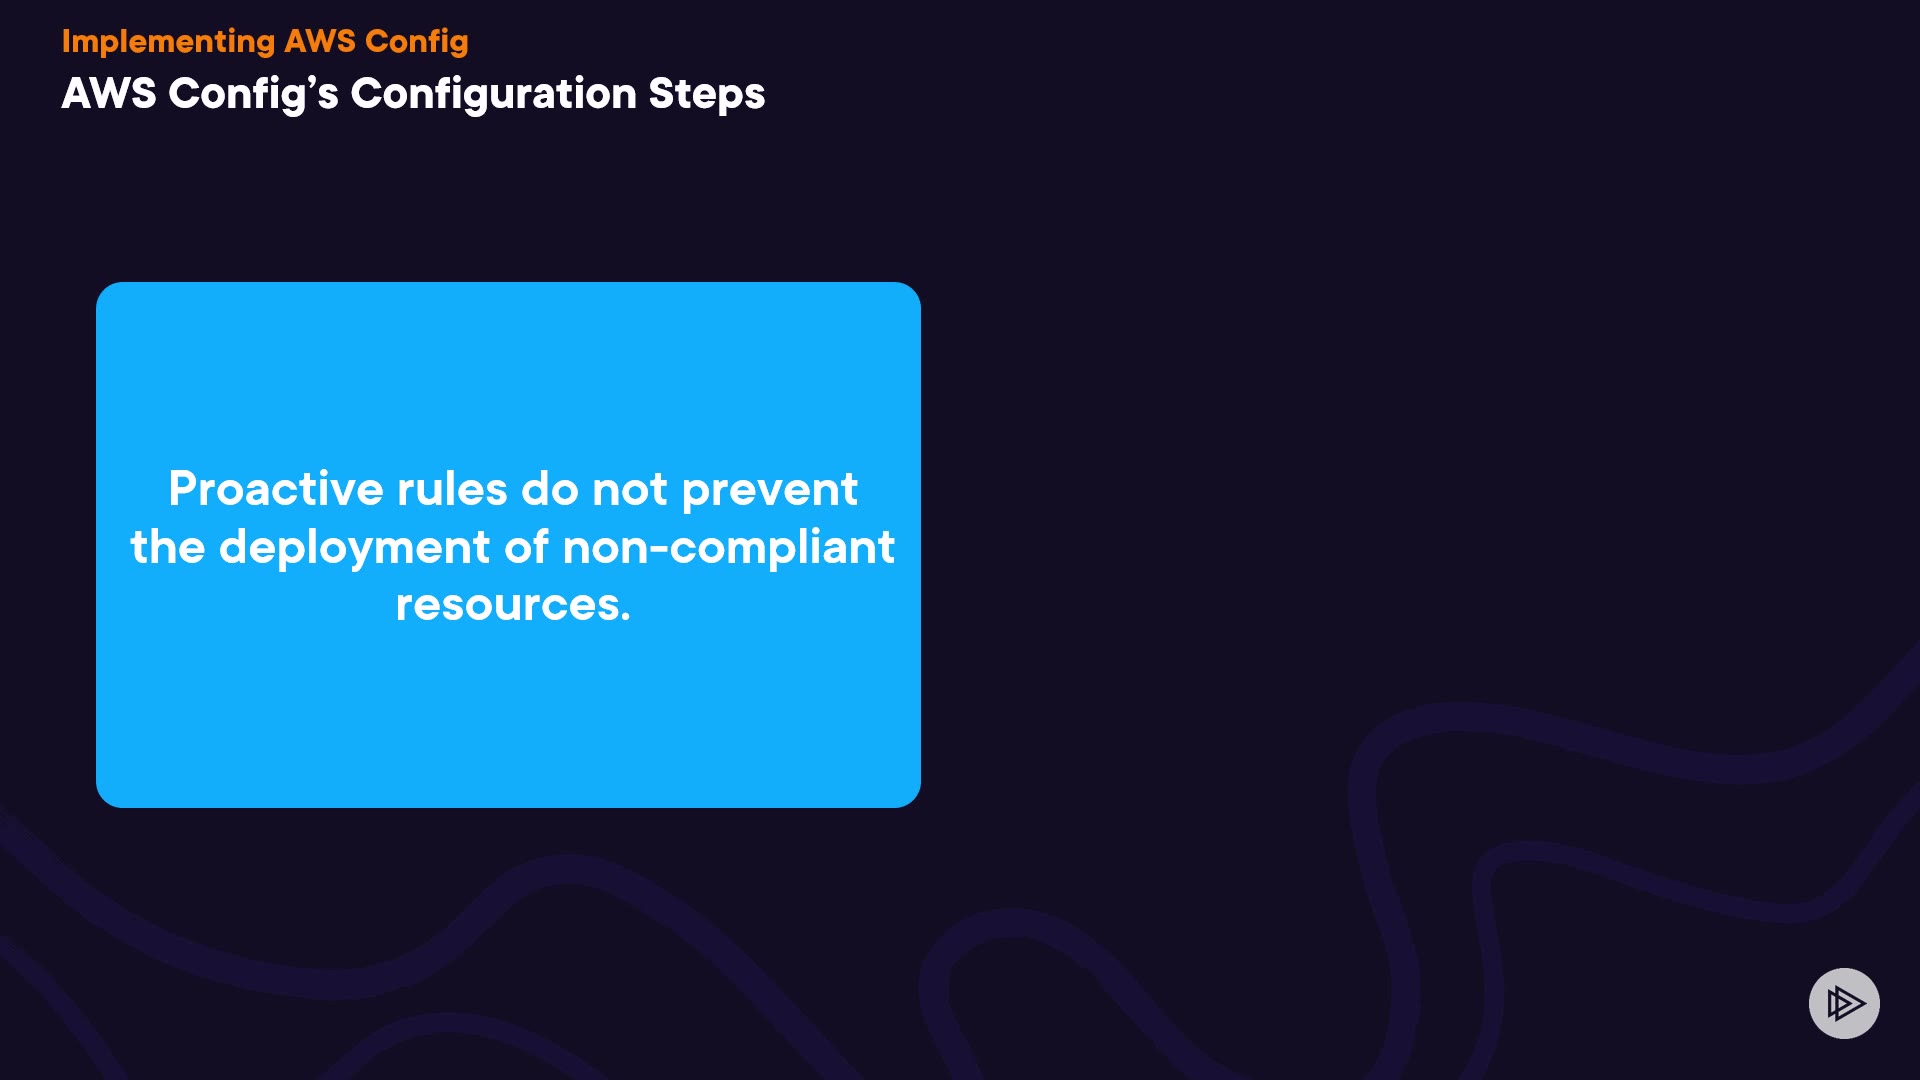 Implementing AWS Config
AWS Config’s Configuration Steps
Proactive rules do not prevent
the deployment of non-compliant
resources.